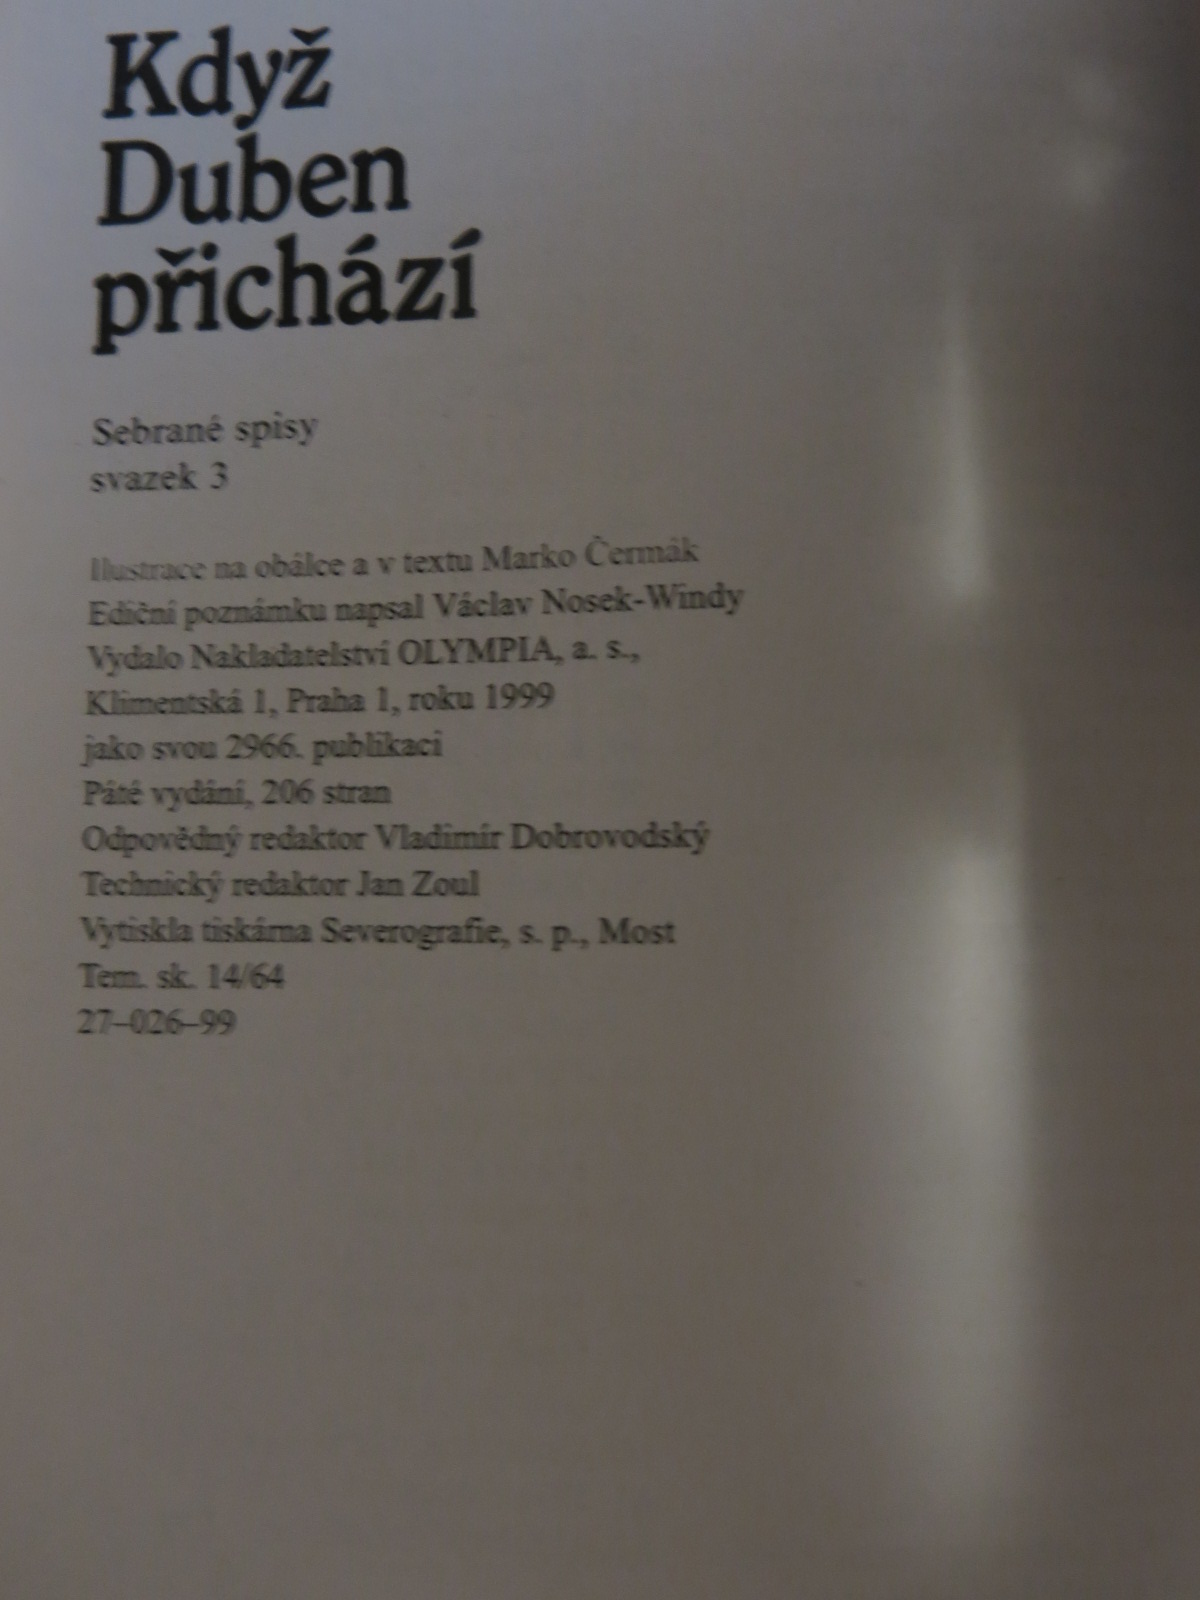 Když
Duben
přichází
Sebrané spisy
svazek 3
Ilustrace na obálce a v textu Marko Čermák
Ediční poznámku napsal Václav Nosek-Windy
Vydalo Nakladatelství OLYMPIA, a. s.,
Klimentská 1, Praha 1, roku 1999
jako svou 2966. publikaci
Páté vydání, 206 stran
Odpovědný redaktor Vladimír Dobrovodský
Technický redaktor Jan Zoul
Vytiskla tiskárna Severografie, s. p., Most
Tem. sk. 14/64
27–026–99